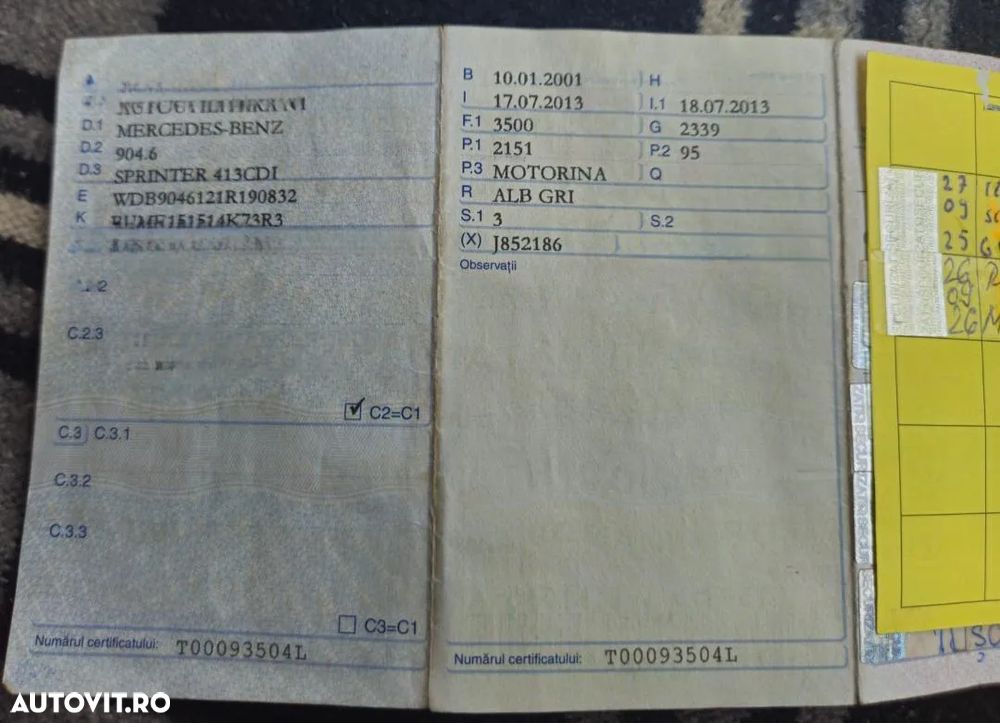 A
D.1 MERCEDES-BENZ
D.2 904.6
D.3 SPRINTER 413CDI
E WDB9046121R190832
K
C.2.3
C2=C1
C.3 C.3.1
C.3.2
C.3.3
C3=C1
Numărul certificatului: T00093504L
B 10.01.2001 H
I 17.07.2013 I.1 18.07.2013
F.1 3500 G 2339
P.1 2151 P.2 95
P.3 MOTORINA Q
R ALB GRI
S.1 3 S.2
(X) J852186
Observații
Numărul certificatului: T00093504L
27
09
25
26
09
26
AUTOVIT.RO